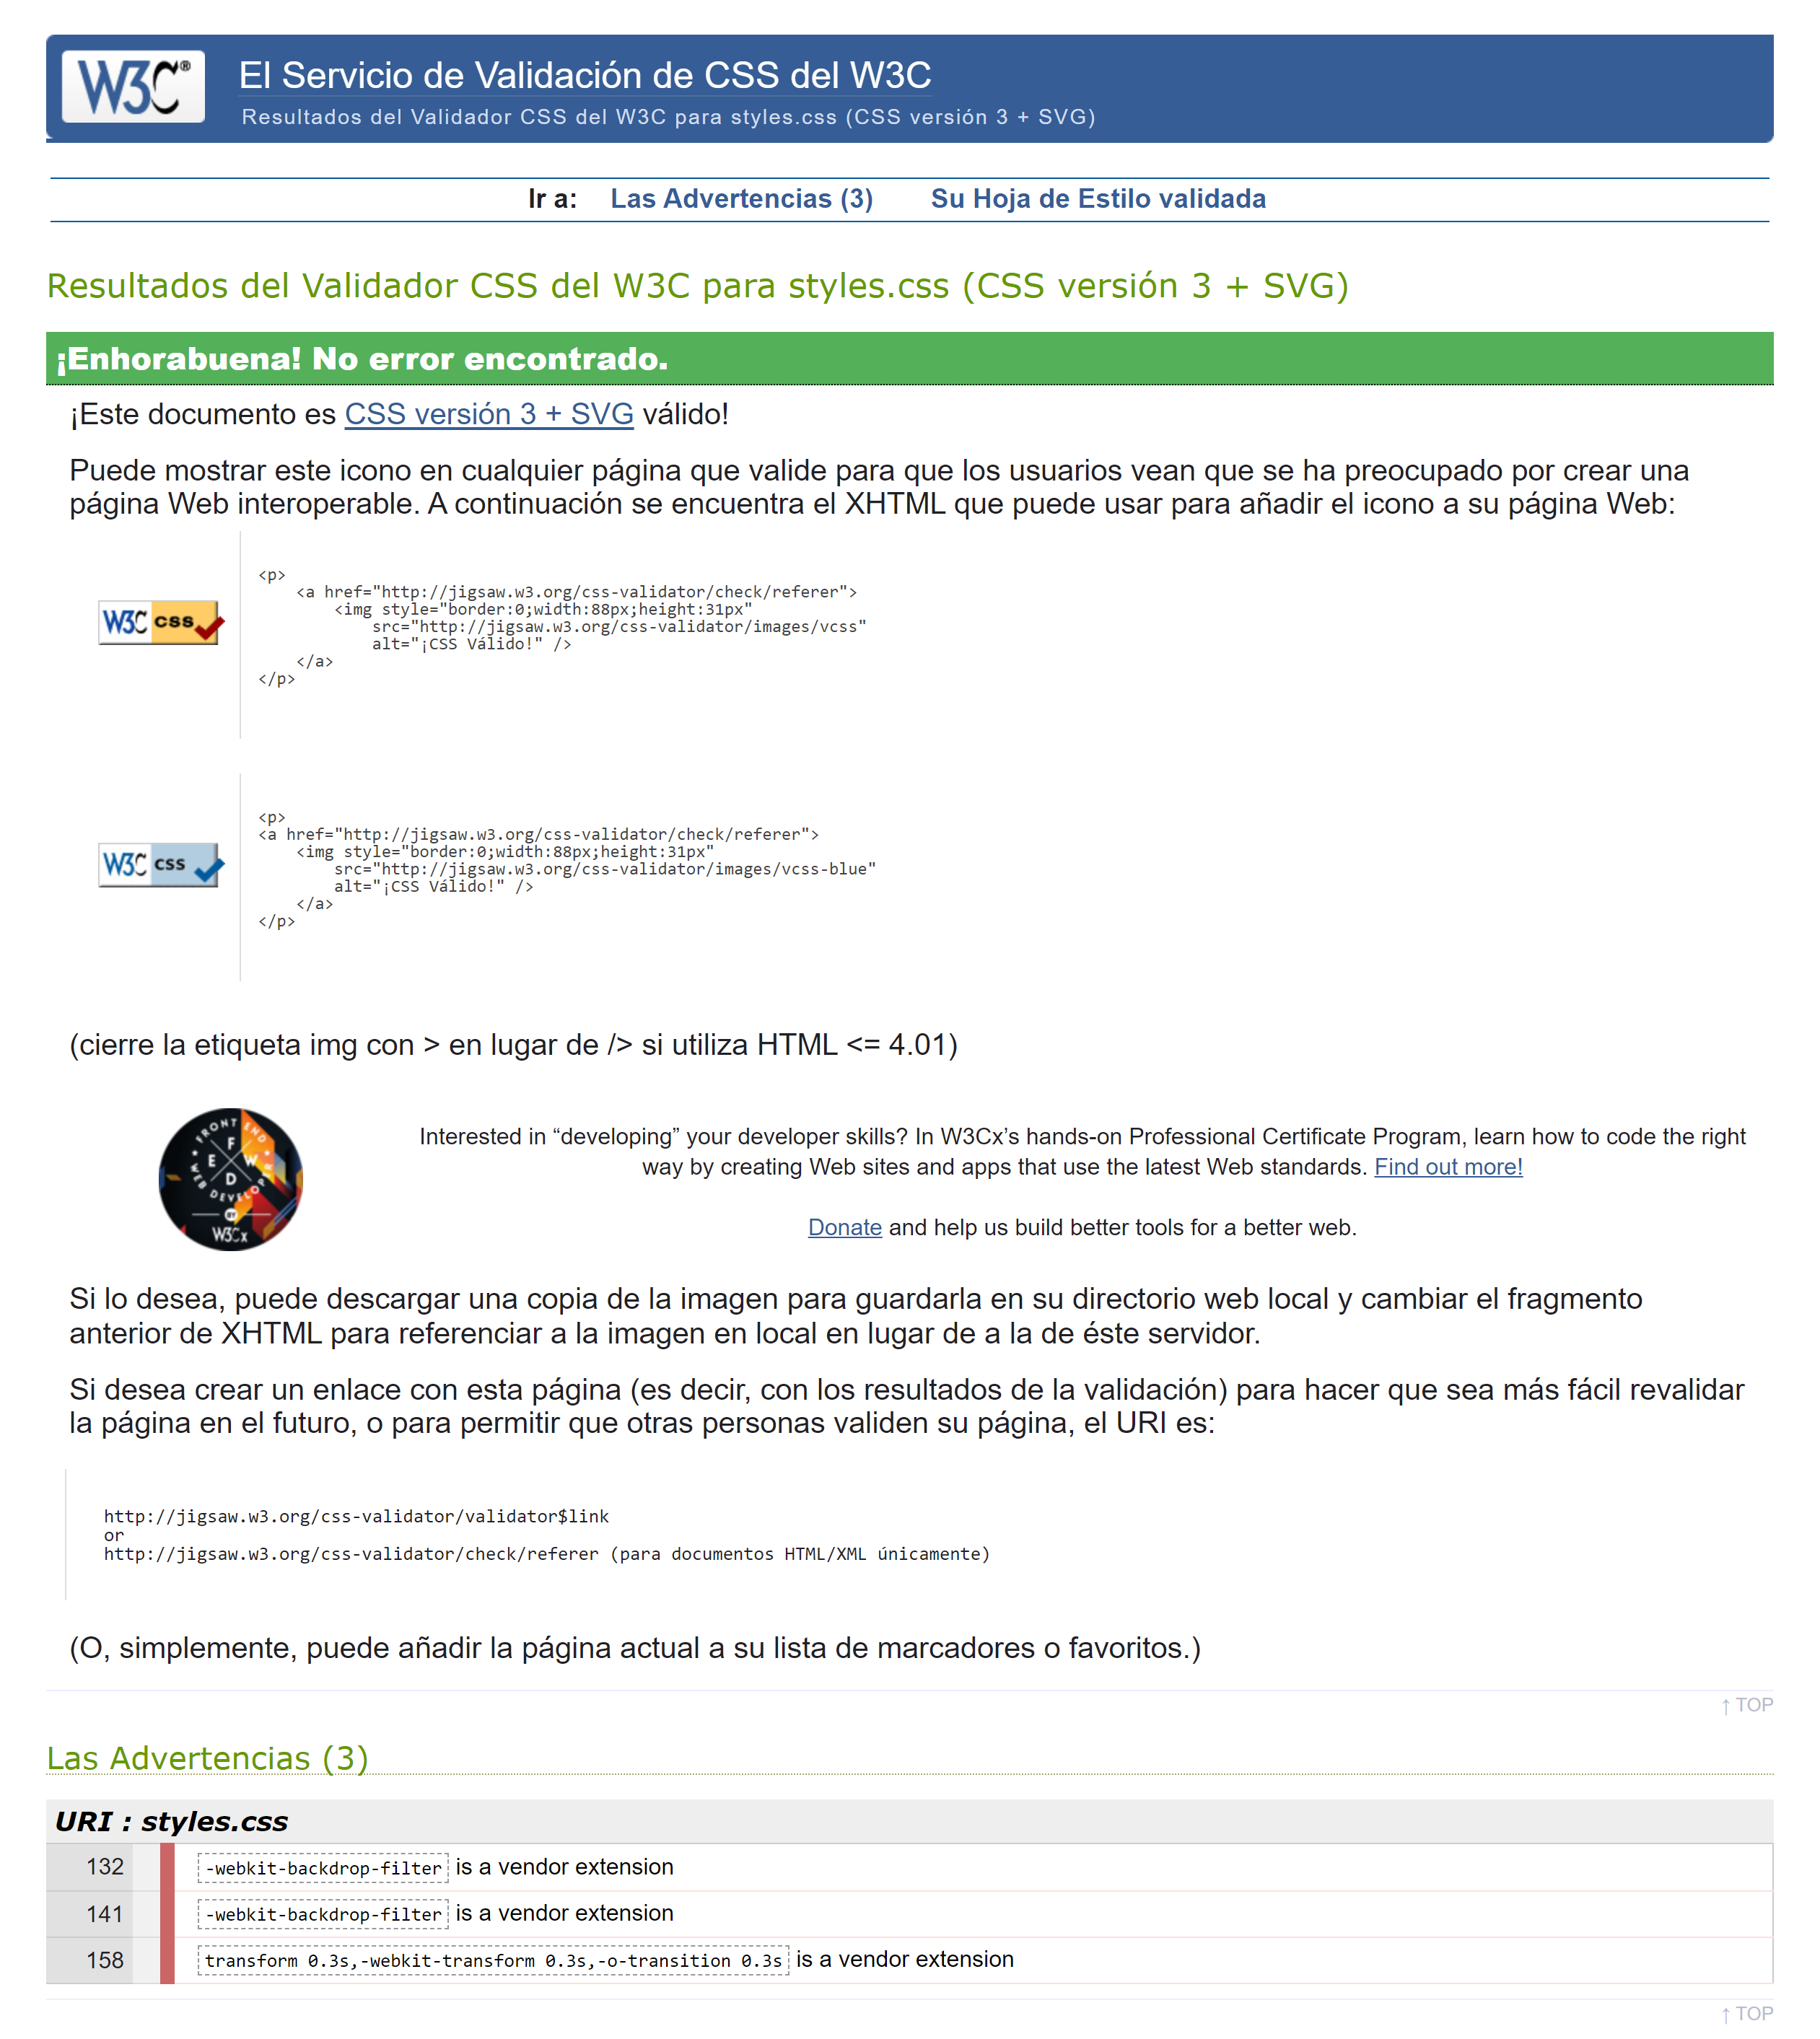 W3C®
El Servicio de Validación de CSS del W3C
Resultados del Validador CSS del W3C para styles.css (CSS versión 3 + SVG)
Ir a: Las Advertencias (3) Su Hoja de Estilo validada
Resultados del Validador CSS del W3C para styles.css (CSS versión 3 + SVG)
¡Enhorabuena! No error encontrado.
¡Este documento es CSS versión 3 + SVG válido!
Puede mostrar este icono en cualquier página que valide para que los usuarios vean que se ha preocupado por crear una
página Web interoperable. A continuación se encuentra el XHTML que puede usar para añadir el icono a su página Web:
W3C css
<p>
<a href="http://jigsaw.w3.org/css-validator/check/referer">
<img style="border:0;width:88px;height:31px"
src="http://jigsaw.w3.org/css-validator/images/vcss"
alt="¡CSS Válido!" />
</a>
</p>
W3C css
<p>
<a href="http://jigsaw.w3.org/css-validator/check/referer">
<img style="border:0;width:88px;height:31px"
src="http://jigsaw.w3.org/css-validator/images/vcss-blue"
alt="¡CSS Válido!" />
</a>
</p>
(cierre la etiqueta img con > en lugar de /> si utiliza HTML <= 4.01)
FRONT END
F E W D
WEB DEVELOPER
BY
W3Cx
Interested in “developing” your developer skills? In W3Cx’s hands-on Professional Certificate Program, learn how to code the right
way by creating Web sites and apps that use the latest Web standards. Find out more!
Donate and help us build better tools for a better web.
Si lo desea, puede descargar una copia de la imagen para guardarla en su directorio web local y cambiar el fragmento
anterior de XHTML para referenciar a la imagen en local en lugar de a la de éste servidor.
Si desea crear un enlace con esta página (es decir, con los resultados de la validación) para hacer que sea más fácil revalidar
la página en el futuro, o para permitir que otras personas validen su página, el URI es:
http://jigsaw.w3.org/css-validator/validator$link
or
http://jigsaw.w3.org/css-validator/check/referer (para documentos HTML/XML únicamente)
(O, simplemente, puede añadir la página actual a su lista de marcadores o favoritos.)
↑ TOP
Las Advertencias (3)
URI : styles.css
132 -webkit-backdrop-filter is a vendor extension
141 -webkit-backdrop-filter is a vendor extension
158 transform 0.3s,-webkit-transform 0.3s,-o-transition 0.3s is a vendor extension
↑ TOP